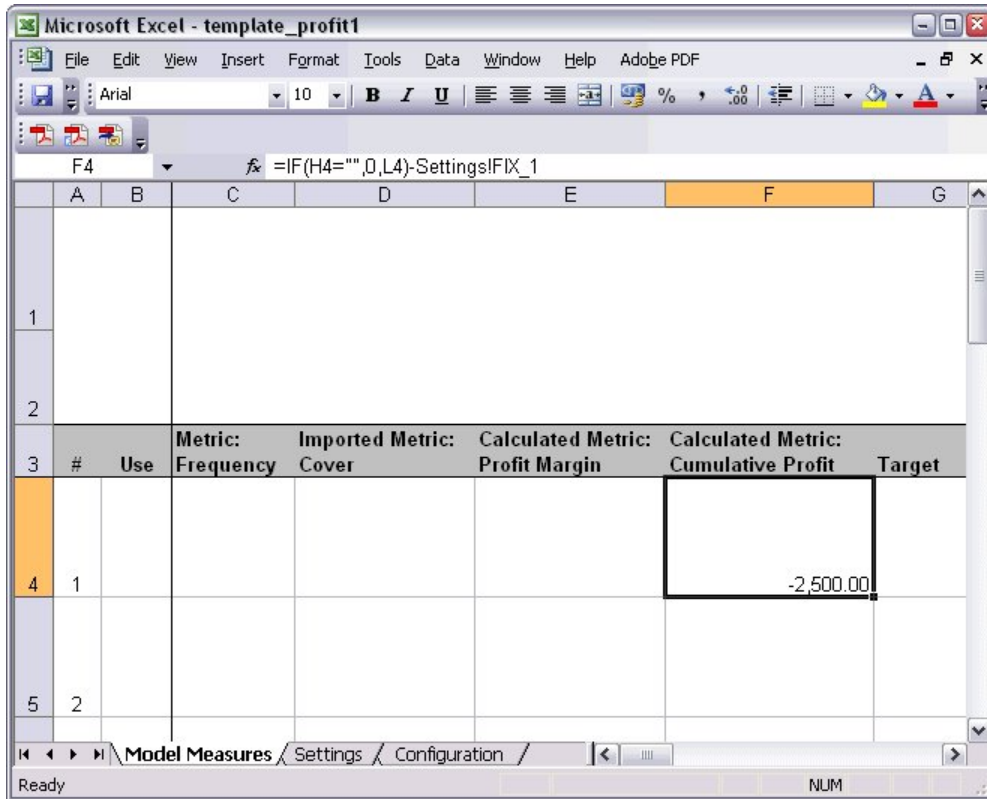 Microsoft Excel - template_profit1
File Edit View Insert Format Tools Data Window Help Adobe PDF
Arial 10 B I U % ,
F4 fx =IF(H4="",0,L4)-Settings!FIX_1
A B C D E F G
1
2
3 # Use Metric: Frequency Imported Metric: Cover Calculated Metric: Profit Margin Calculated Metric: Cumulative Profit Target
4 1 -2,500.00
5 2
Model Measures Settings Configuration
Ready NUM